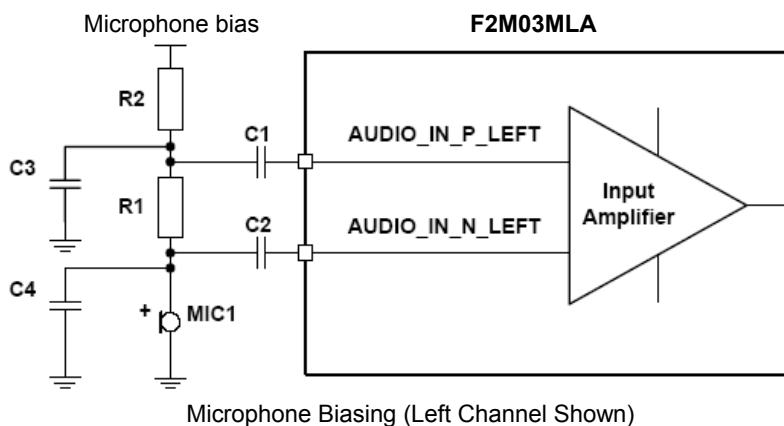 Microphone bias
F2M03MLA
R2
C1
AUDIO_IN_P_LEFT
C3
R1
Input
Amplifier
C2
AUDIO_IN_N_LEFT
C4
+
MIC1
Microphone Biasing (Left Channel Shown)